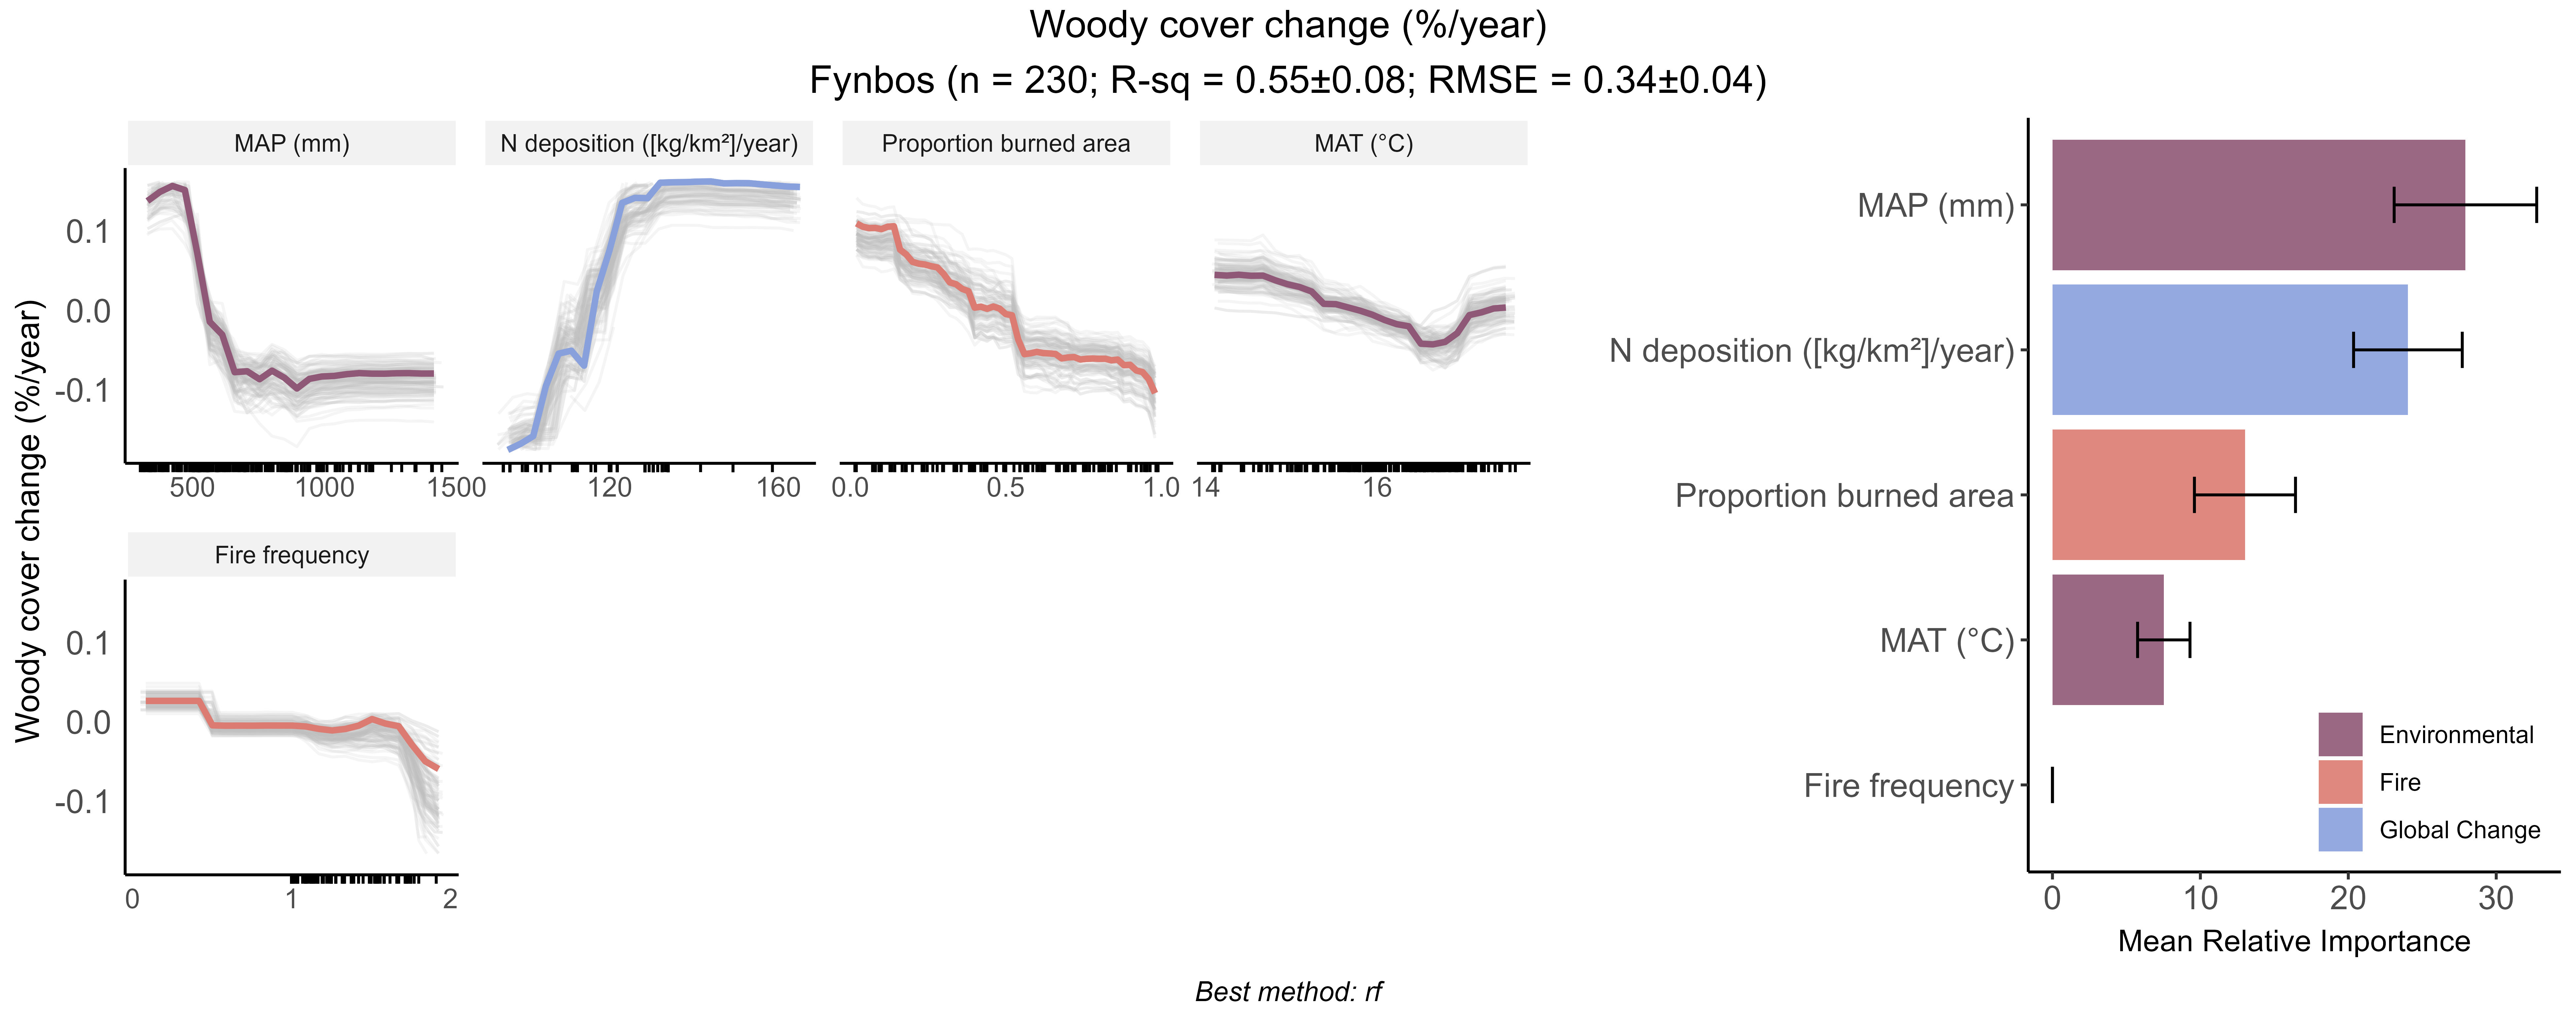 Woody cover change (%/year)
Fynbos (n = 230; R-sq = 0.55±0.08; RMSE = 0.34±0.04)
Woody cover change (%/year)
MAP (mm)
N deposition ([kg/km²]/year)
Proportion burned area
MAT (°C)
0.1
0.0
-0.1
500
1000
1500
120
160
0.0
0.5
1.0
14
16
Fire frequency
0.1
0.0
-0.1
0
1
2
MAP (mm)
N deposition ([kg/km²]/year)
Proportion burned area
MAT (°C)
Fire frequency
Environmental
Fire
Global Change
0
10
20
30
Mean Relative Importance
Best method: rf